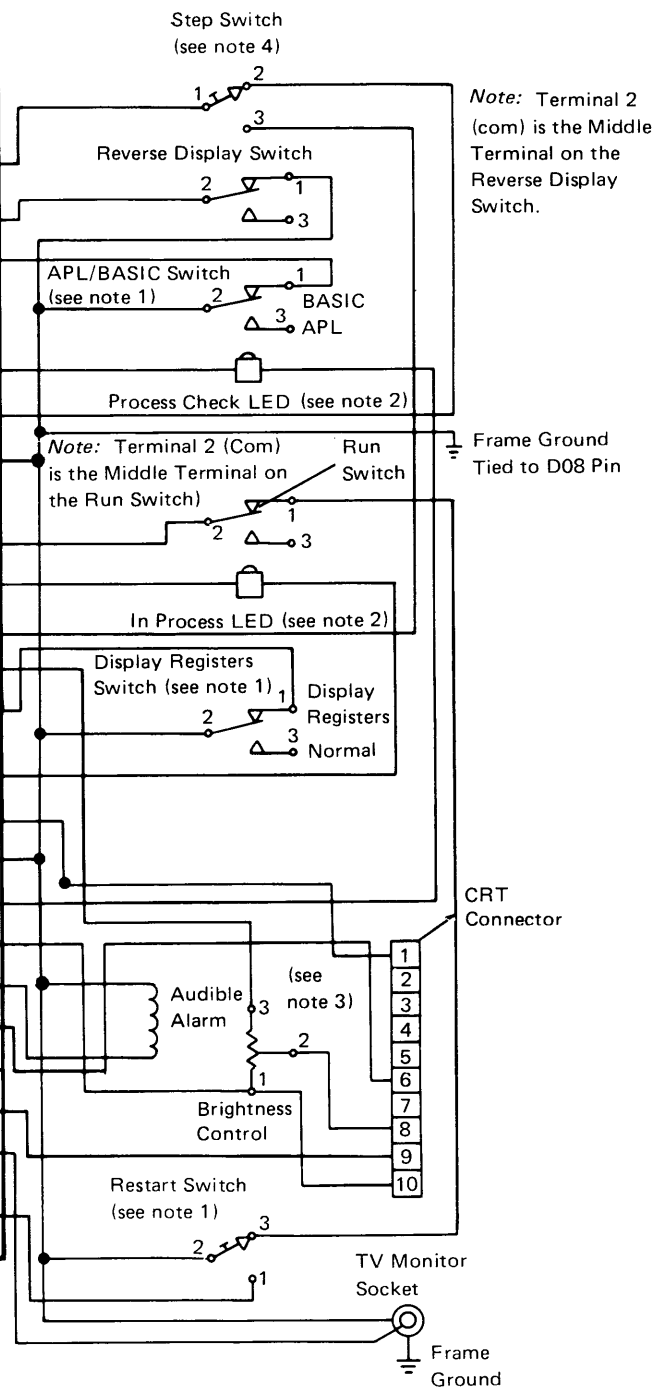 Step Switch
(see note 4)
1
2
3
Note: Terminal 2
(com) is the Middle
Terminal on the
Reverse Display
Switch.
Reverse Display Switch
2
1
3
APL/BASIC Switch
(see note 1)
2
1
BASIC
3
APL
Process Check LED (see note 2)
Note: Terminal 2 (Com)
is the Middle Terminal on
the Run Switch)
Run
Switch
Frame Ground
Tied to D08 Pin
2
1
3
In Process LED (see note 2)
Display Registers
Switch (see note 1)
1
Display
Registers
2
3
Normal
CRT
Connector
1
2
3
4
5
6
7
8
9
10
Audible
Alarm
(see
note 3)
3
2
1
Brightness
Control
Restart Switch
(see note 1)
2
3
1
TV Monitor
Socket
Frame
Ground